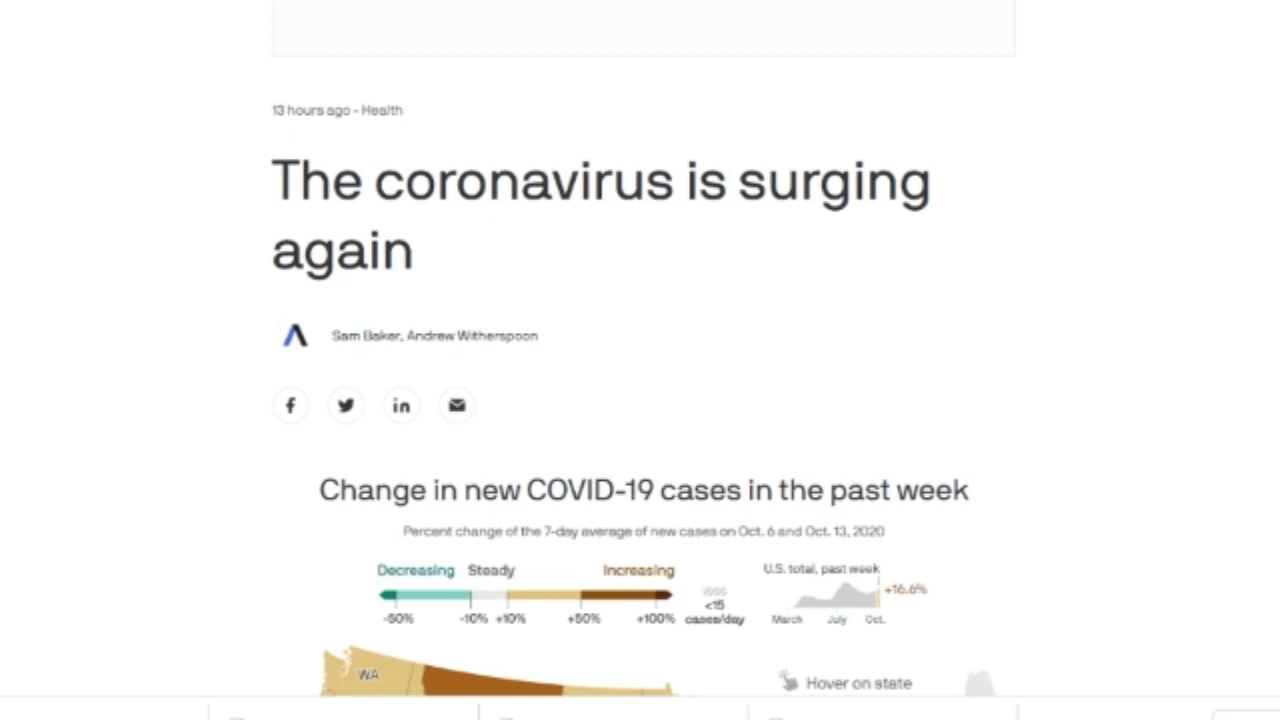 13 hours ago - Health
The coronavirus is surging
again
Sam Baker, Andrew Witherspoon
Change in new COVID-19 cases in the past week
Percent change of the 7-day average of new cases on Oct. 6 and Oct. 13, 2020
Decreasing Steady Increasing
-50% -10% +10% +50% +100%
<15
cases/day
U.S. total, past week
+16.6%
March July Oct.
WA
Hover on state